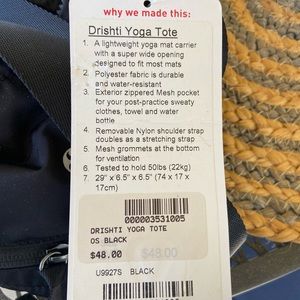 why we made this:
Drishti Yoga Tote
1. A lightweight yoga mat carrier
with a super wide opening
designed to fit most mats
2. Polyester fabric is durable
and water-resistant
3. Exterior zippered Mesh pocket
for your post-practice sweaty
clothes, towel and water
bottle
4. Removable Nylon shoulder strap
doubles as a stretching strap
5. Mesh grommets at the bottom
for ventilation
6. Tested to hold 50lbs (22kg)
7. 29" x 6.5" x 6.5" (74 x 17 x
17cm)
000003531005
DRISHTI YOGA TOTE
OS BLACK
$48.00 $48.00
U9927S BLACK